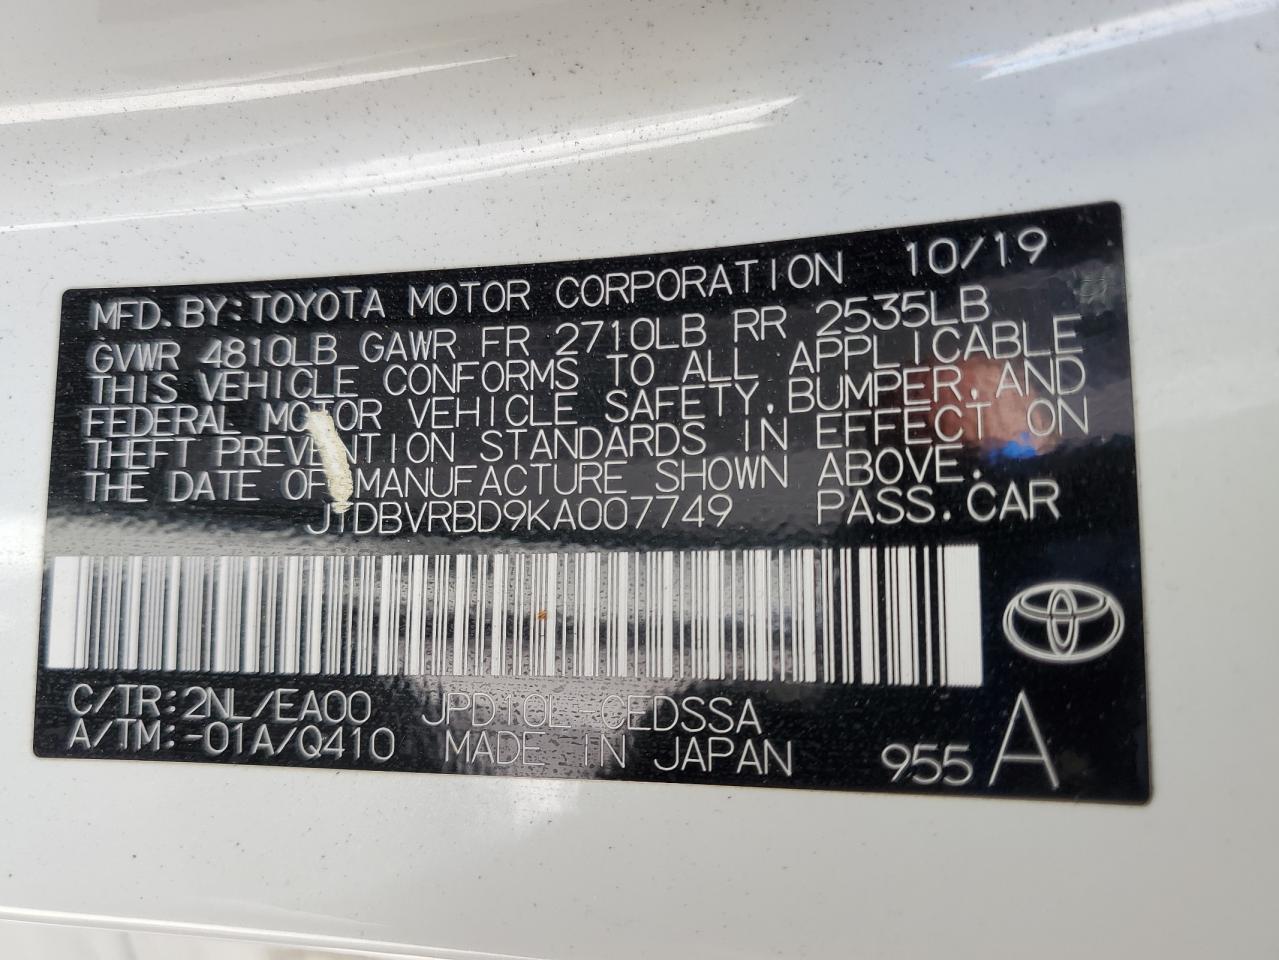 MFD. BY: TOYOTA MOTOR CORPORATION 10/19
GVWR 4810LB GAWR FR 2710LB RR 2535LB
THIS VEHICLE CONFORMS TO ALL APPLICABLE
FEDERAL MOTOR VEHICLE SAFETY, BUMPER, AND
THEFT PREVENTION STANDARDS IN EFFECT ON
THE DATE OF MANUFACTURE SHOWN ABOVE.
JTDBVRBD9KA007749 PASS. CAR
C/TR: 2NL/EA00 JPD10L-CEDSSA
A/TM: -01A/Q410 MADE IN JAPAN 955 A